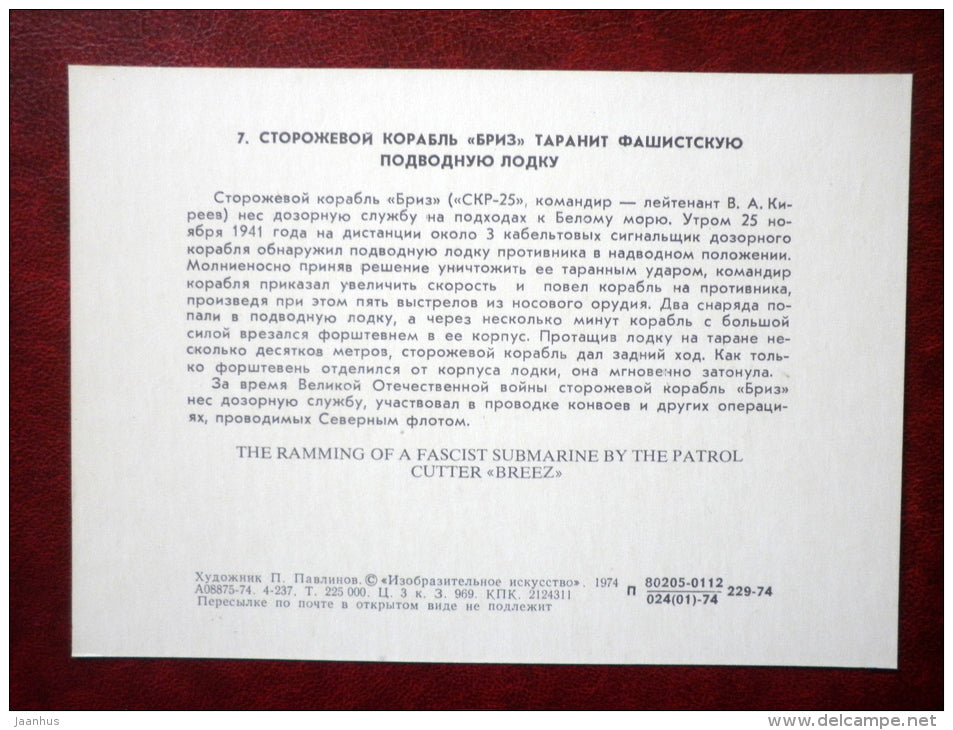 7. СТОРОЖЕВОЙ КОРАБЛЬ «БРИЗ» ТАРАНИТ ФАШИСТСКУЮ
ПОДВОДНУЮ ЛОДКУ
Сторожевой корабль «Бриз» («СКР-25», командир — лейтенант В. А. Ки-
реев) нес дозорную службу на подходах к Белому морю. Утром 25 но-
ября 1941 года на дистанции около 3 кабельтовых сигнальщик дозорного
корабля обнаружил подводную лодку противника в надводном положении.
Молниеносно приняв решение уничтожить ее таранным ударом, командир
корабля приказал увеличить скорость и повел корабль на противника,
произведя при этом пять выстрелов из носового орудия. Два снаряда по-
пали в подводную лодку, а через несколько минут корабль с большой
силой врезался форштевнем в ее корпус. Протащив лодку на таране не-
сколько десятков метров, сторожевой корабль дал задний ход. Как толь-
ко форштевень отделился от корпуса лодки, она мгновенно затонула.
За время Великой Отечественной войны сторожевой корабль «Бриз»
нес дозорную службу, участвовал в проводке конвоев и других операци-
ях, проводимых Северным флотом.
THE RAMMING OF A FASCIST SUBMARINE BY THE PATROL
CUTTER «BREEZ»
Художник П. Павлинов. © «Изобразительное искусство». 1974
А08875-74. 4-237. Т. 225 000. Ц. 3 к. З. 969. КПК. 2124311
Пересылке по почте в открытом виде не подлежит
П 80205-0112
024(01)-74 229-74
jaanhus
www.delcampe.net